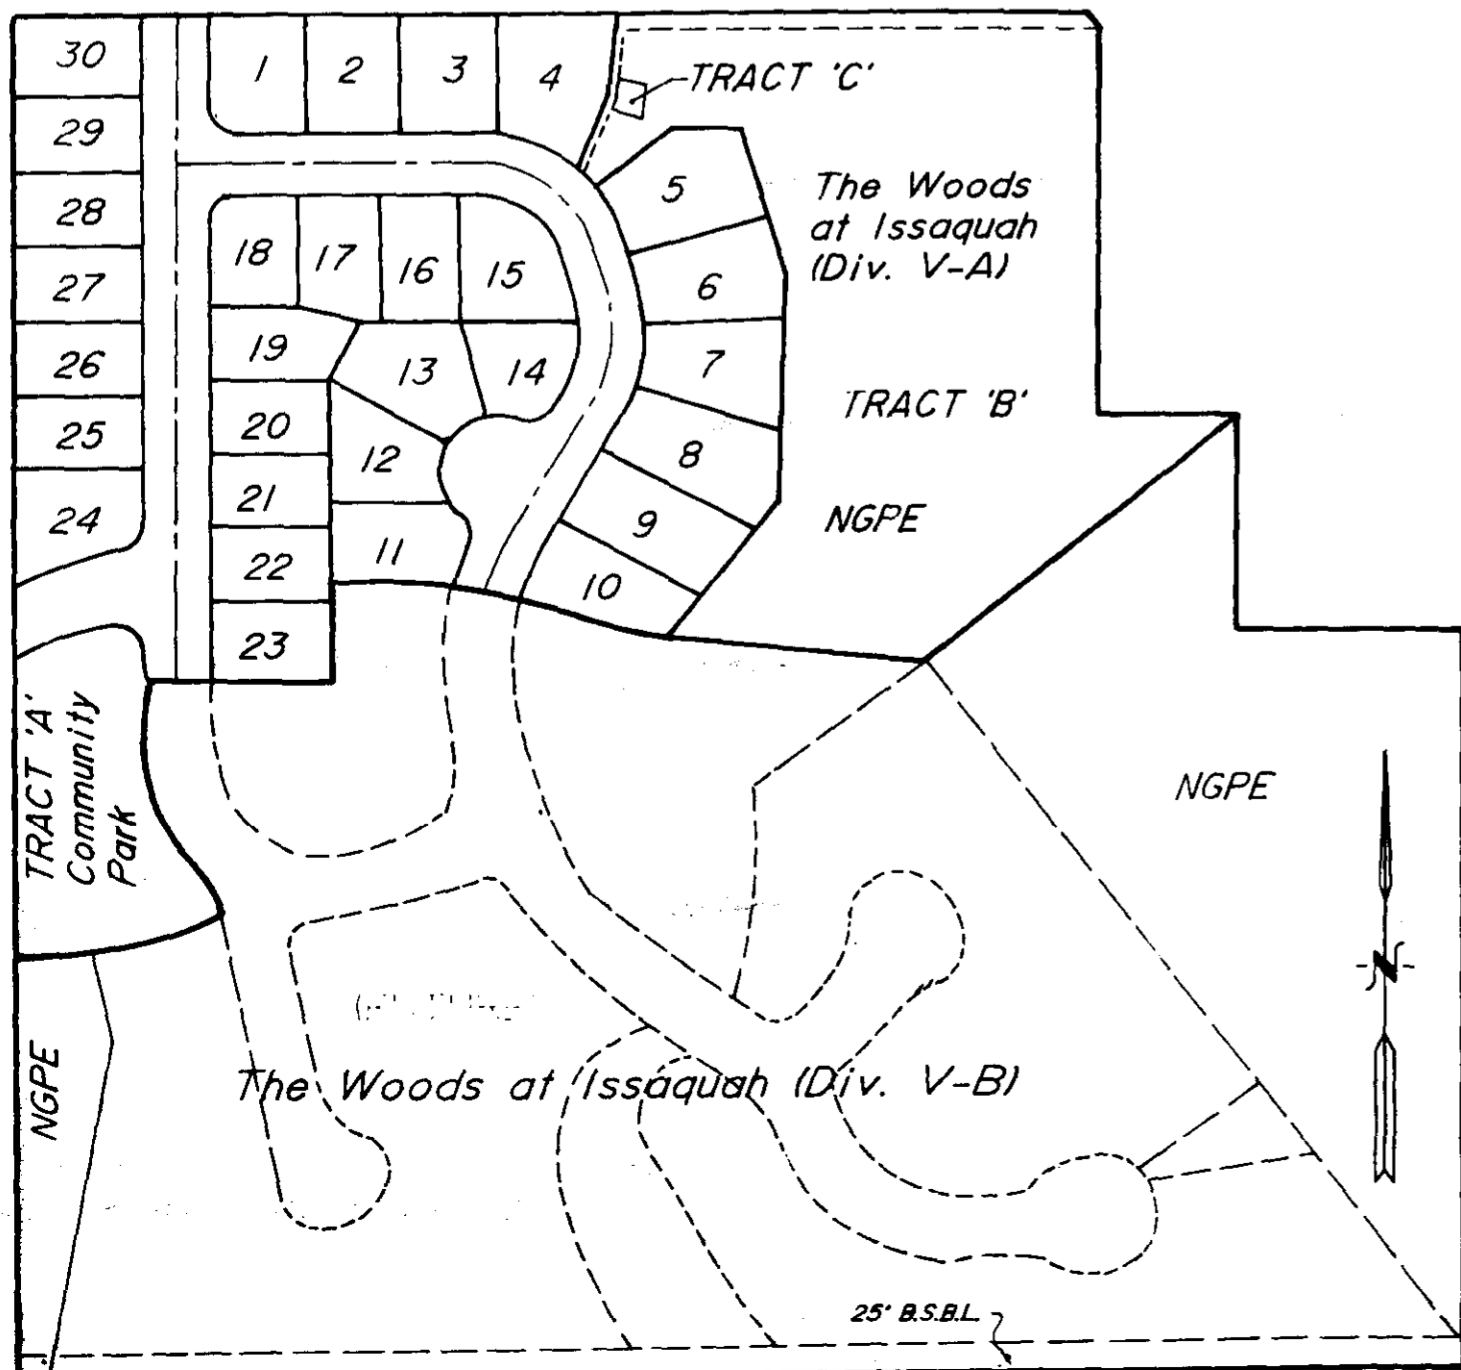 30
1
2
3
4
TRACT 'C'
29
5
The Woods
at Issaquah
(Div. V-A)
28
18
17
16
15
27
6
19
13
14
7
26
TRACT 'B'
20
25
12
8
21
9
NGPE
24
11
22
10
23
TRACT 'A'
Community
Park
NGPE
N
The Woods at Issaquah (Div. V-B)
NGPE
25' B.S.B.L.